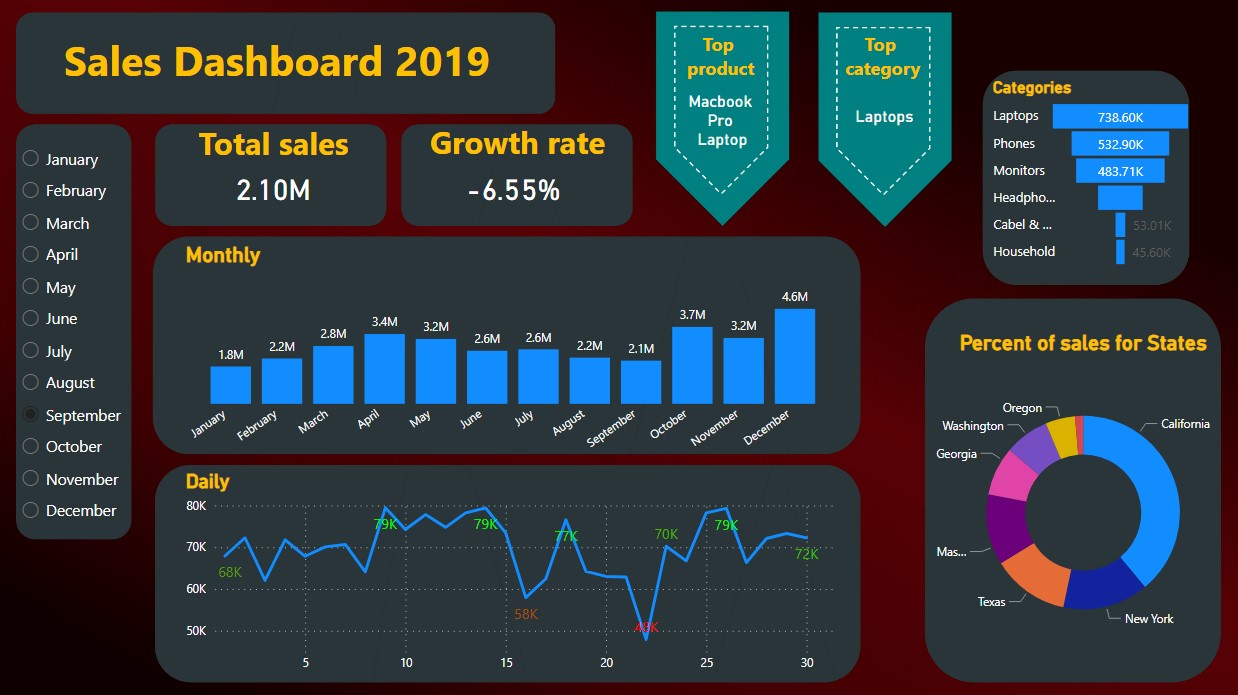 Sales Dashboard 2019
January
February
March
April
May
June
July
August
September
October
November
December
Total sales
2.10M
Growth rate
-6.55%
Top
product
Macbook
Pro
Laptop
Top
category
Laptops
Categories
Laptops 738.60K
Phones 532.90K
Monitors 483.71K
Headpho...
Cabel & ... 53.01K
Household 45.60K
Monthly
1.8M 2.2M 2.8M 3.4M 3.2M 2.6M 2.6M 2.2M 2.1M 3.7M 3.2M 4.6M
January February March April May June July August September October November December
Daily
80K
70K
60K
50K
68K 79K 79K 58K 77K 48K 70K 79K 72K
5 10 15 20 25 30
Percent of sales for States
Oregon
Washington
Georgia
Mas...
Texas
New York
California